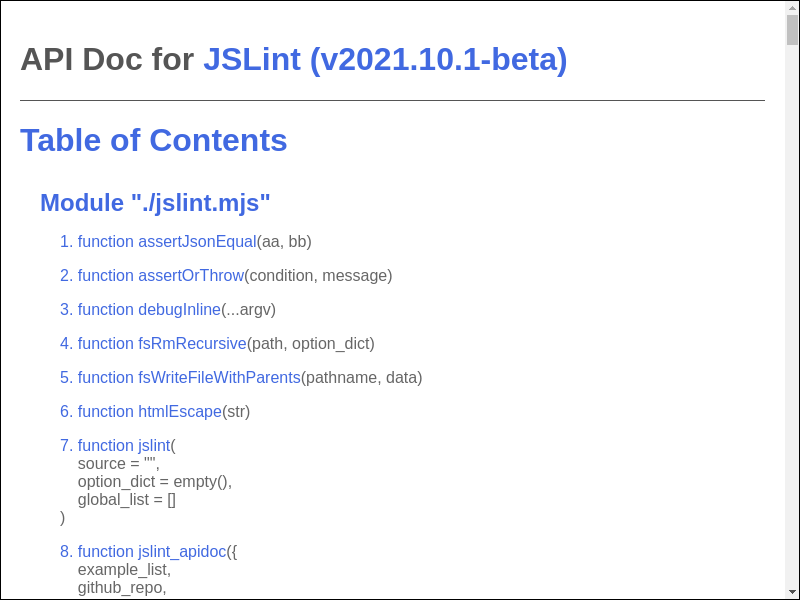 API Doc for JSLint (v2021.10.1-beta)
Table of Contents
Module "./jslint.mjs"
1. function assertJsonEqual(aa, bb)
2. function assertOrThrow(condition, message)
3. function debugInline(...argv)
4. function fsRmRecursive(path, option_dict)
5. function fsWriteFileWithParents(pathname, data)
6. function htmlEscape(str)
7. function jslint(
source = "",
option_dict = empty(),
global_list = []
)
8. function jslint_apidoc({
example_list,
github_repo,